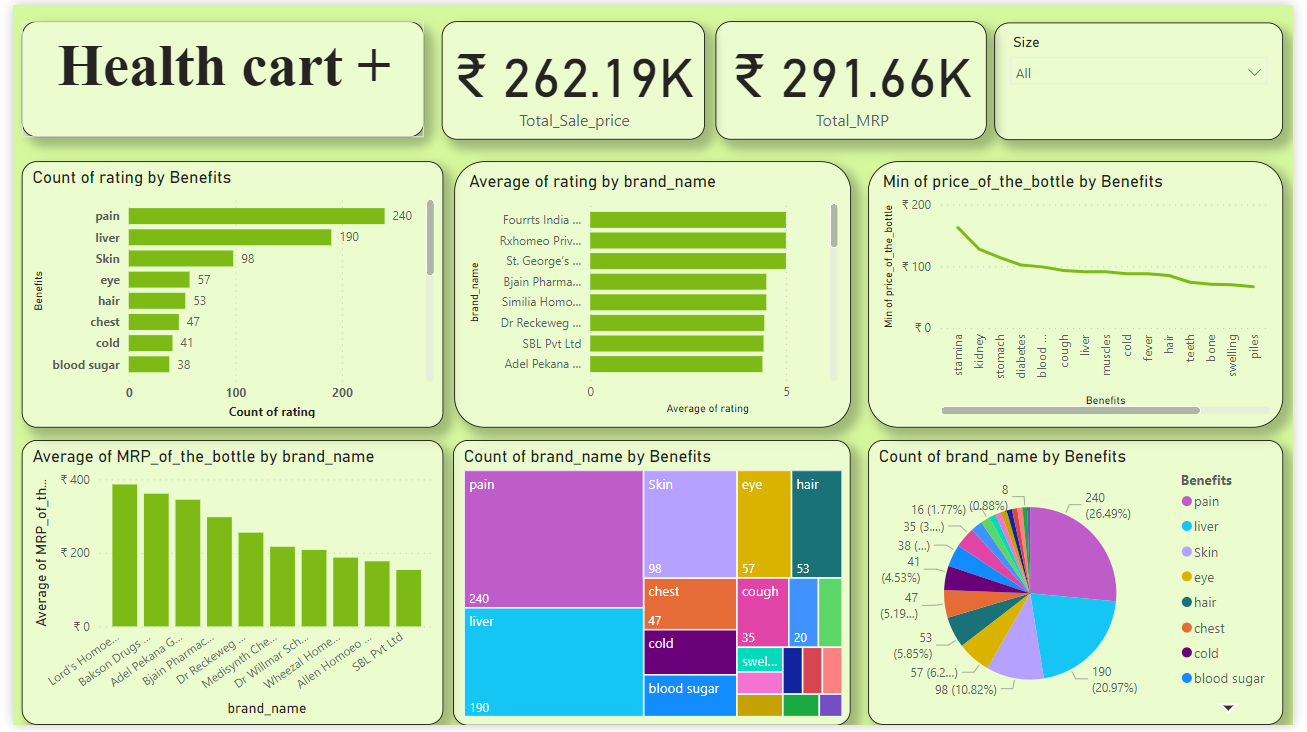 Health cart +
₹ 262.19K
Total_Sale_price
₹ 291.66K
Total_MRP
Size
All
Count of rating by Benefits
Benefits
pain
240
liver
190
Skin
98
eye
57
hair
53
chest
47
cold
41
blood sugar
38
0
100
200
Count of rating
Average of rating by brand_name
brand_name
Fourrts India ...
Rxhomeo Priv...
St. George's ...
Bjain Pharma...
Similia Homo...
Dr Reckeweg ...
SBL Pvt Ltd
Adel Pekana ...
0
5
Average of rating
Min of price_of_the_bottle by Benefits
Min of price_of_the_bottle
₹ 200
₹ 100
₹ 0
stamina
kidney
stomach
diabetes
blood ...
cough
liver
muscles
cold
fever
hair
teeth
bone
swelling
piles
Benefits
Average of MRP_of_the_bottle by brand_name
Average of MRP_of_th...
₹ 400
₹ 200
₹ 0
Lord's Homoe...
Bakson Drugs ...
Adel Pekana G...
Bjain Pharmac...
Dr Reckeweg ...
Medisynth Che...
Dr Willmar Sch...
Wheezal Home...
Allen Homoeo ...
SBL Pvt Ltd
brand_name
Count of brand_name by Benefits
pain
240
liver
190
Skin
98
eye
57
hair
53
chest
47
cold
blood sugar
cough
35
20
swel...
Count of brand_name by Benefits
240
(26.49%)
190
(20.97%)
98 (10.82%)
57 (6.2...)
53
(5.85%)
47
(5.19...)
41
(4.53%)
38 (...)
35 (3....)
16 (1.77%)
8
(0.88%)
Benefits
pain
liver
Skin
eye
hair
chest
cold
blood sugar